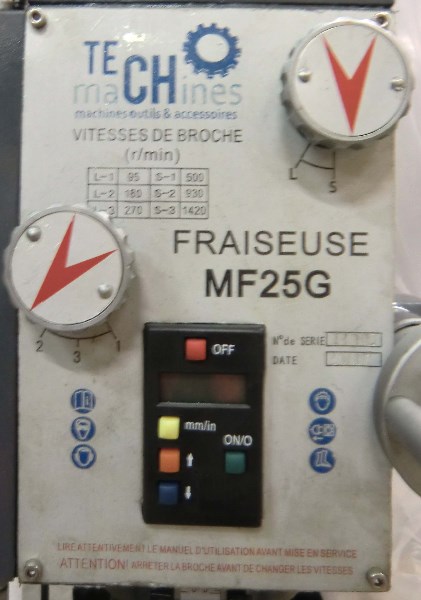 TECH
maCHines
machines outils & accessoires
VITESSES DE BROCHE
(r/min)
L-1 95 S-1 500
L-2 180 S-2 930
L-3 270 S-3 1420
L S
FRAISEUSE
MF25G
2 3 1
N° de SERIE
DATE
OFF
mm/in
ON/O
LIRE ATTENTIVEMENT LE MANUEL D'UTILISATION AVANT MISE EN SERVICE
ATTENTION! ARRETER LA BROCHE AVANT DE CHANGER LES VITESSES